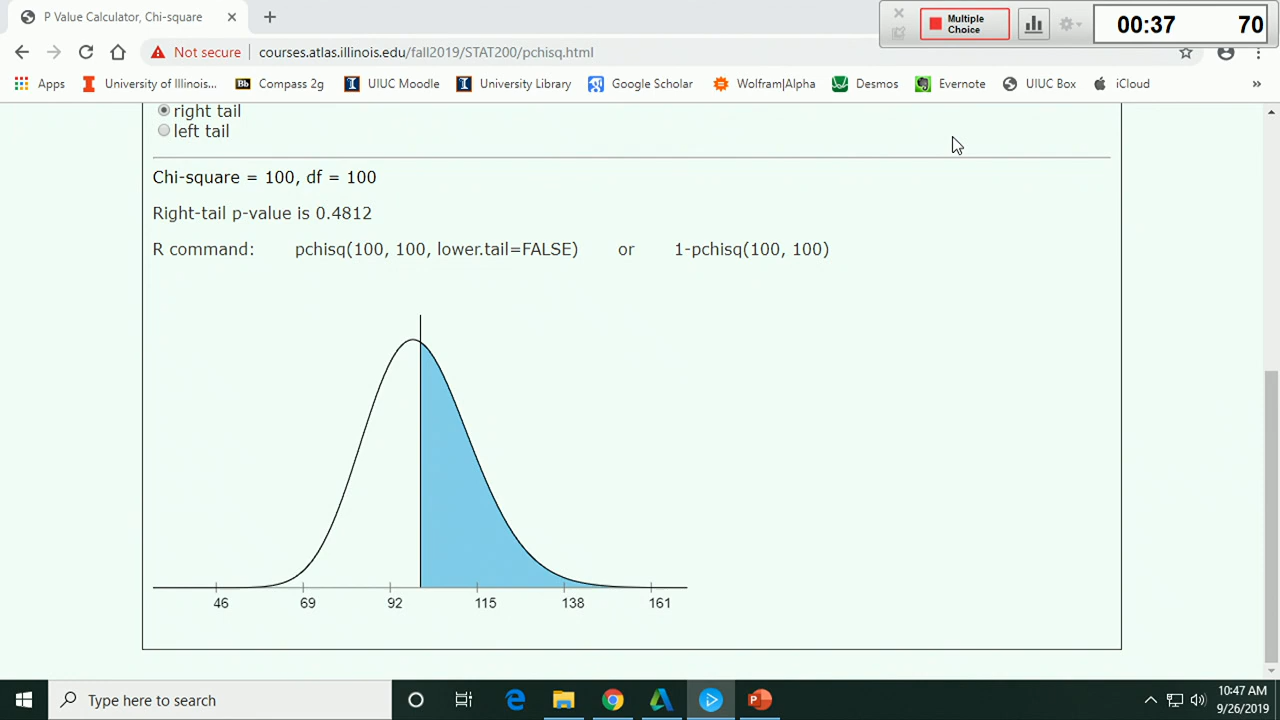 P Value Calculator, Chi-square
Multiple Choice
00:37 70
Not secure courses.atlas.illinois.edu/fall2019/STAT200/pchisq.html
Apps University of Illinois... Compass 2g UIUC Moodle University Library Google Scholar Wolfram|Alpha Desmos Evernote UIUC Box iCloud »
right tail
left tail
Chi-square = 100, df = 100
Right-tail p-value is 0.4812
R command: pchisq(100, 100, lower.tail=FALSE) or 1-pchisq(100, 100)
46 69 92 115 138 161
Type here to search
10:47 AM
9/26/2019